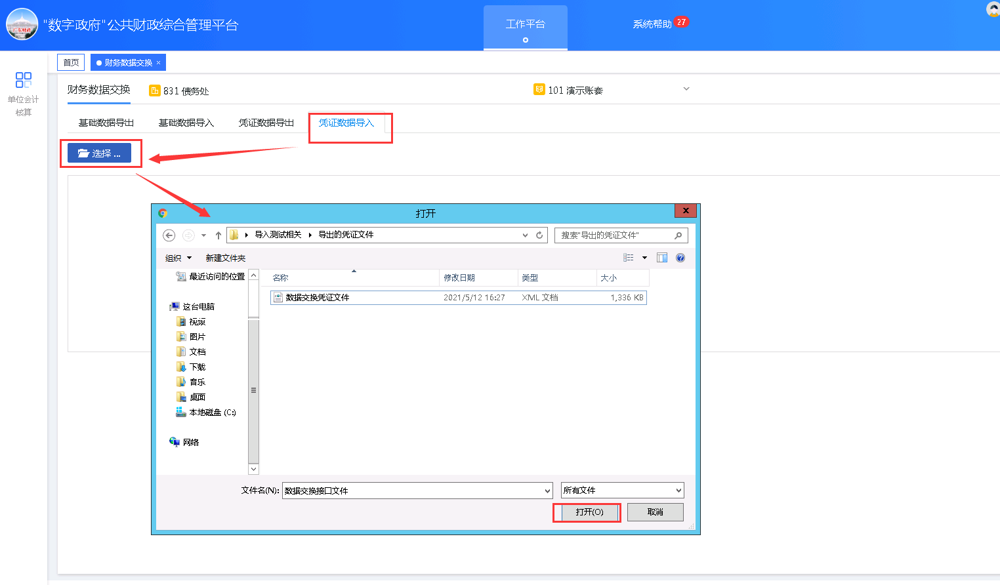 "数字政府"公共财政综合管理平台
工作平台
系统帮助 27
首页
财务数据交换 ×
单位会计
核算
财务数据交换
831 债务处
101 演示账套
基础数据导出
基础数据导入
凭证数据导出
凭证数据导入
选择 ...
打开
x
导入测试相关
导出的凭证文件
搜索"导出的凭证文件"
组织
新建文件夹
最近访问的位置
这台电脑
视频
图片
文档
下载
音乐
桌面
本地磁盘 (C:)
网络
名称
修改日期
类型
大小
数据交换凭证文件
2021/5/12 16:27
XML 文档
1,336 KB
文件名(N):
数据交换接口文件
所有文件
打开(O)
取消